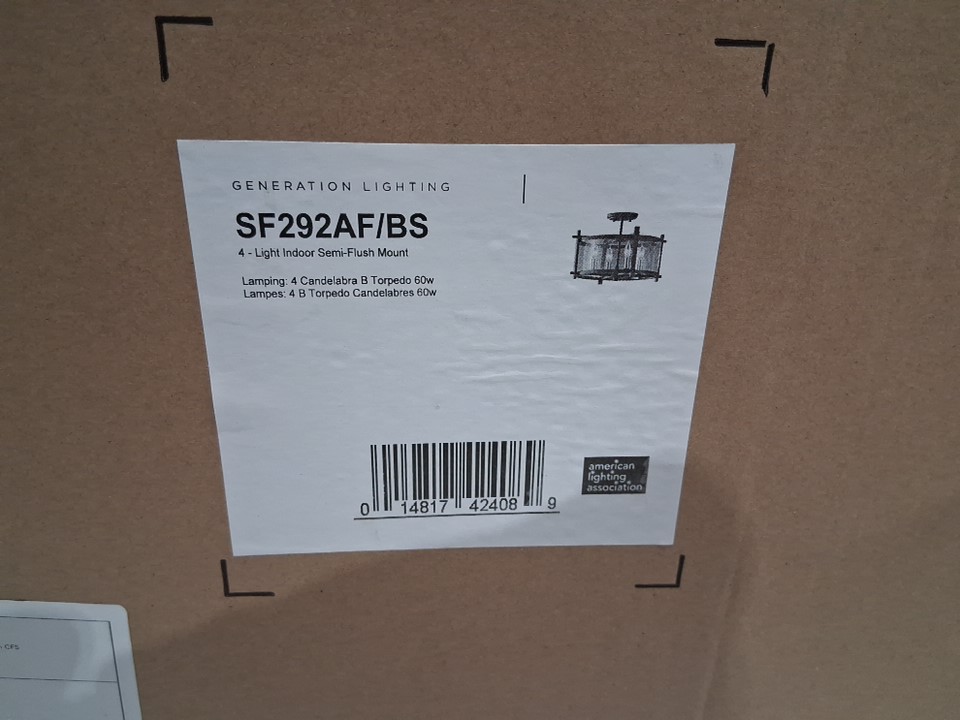 GENERATION LIGHTING
SF292AF/BS
4 - Light Indoor Semi-Flush Mount
Lamping: 4 Candelabra B Torpedo 60w
Lampes: 4 B Torpedo Candelabres 60w
american
lighting
association
0 14817 42408 9
CFS